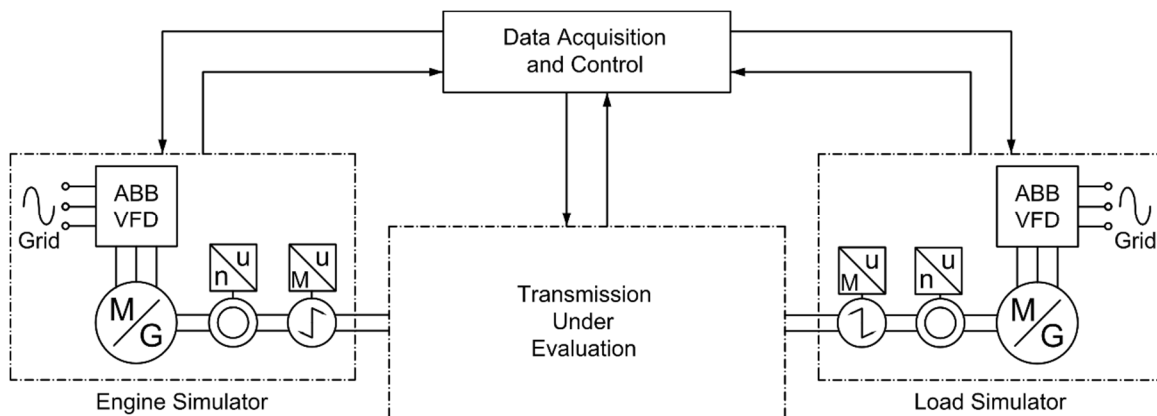 Data Acquisition
and Control
ABB
VFD
Grid
M
G
n
u
M
u
Engine Simulator
Transmission
Under
Evaluation
M
u
n
u
ABB
VFD
Grid
M
G
Load Simulator